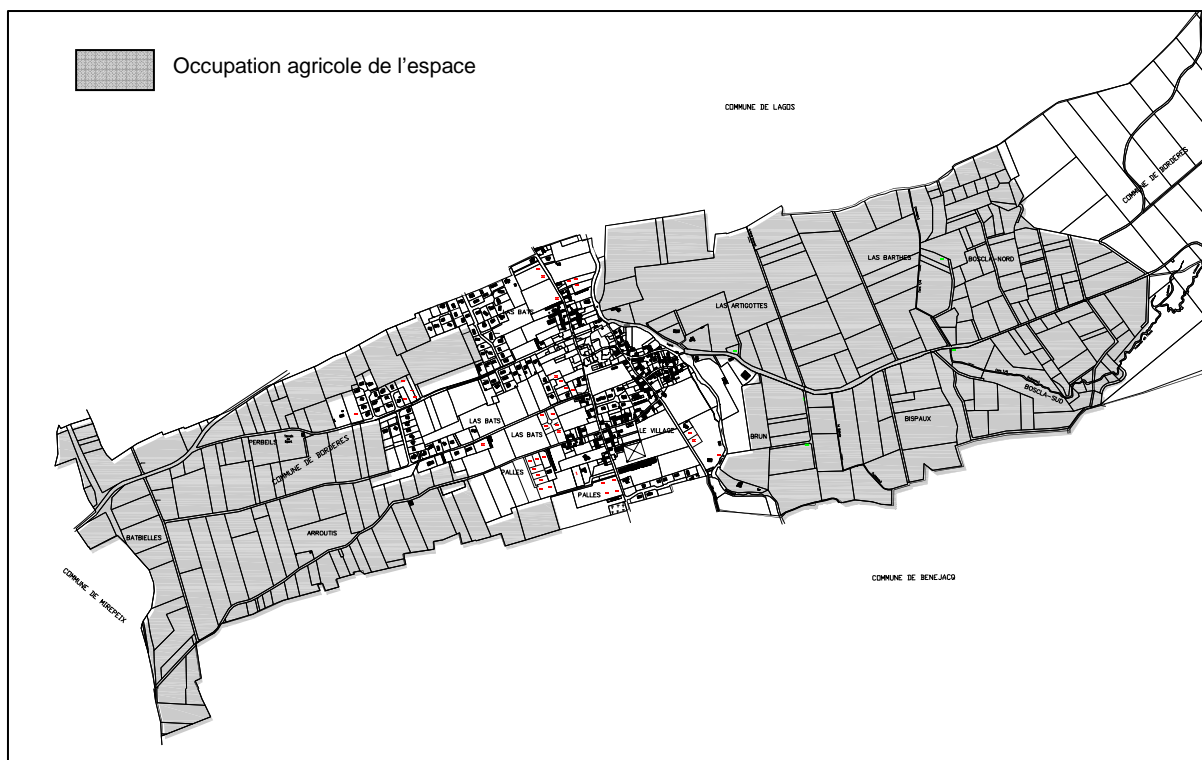 Occupation agricole de l'espace
COMMUNE DE LAGOS
COMMUNE DE BORDERES
LAS BARTHES
BOSCLA-NORD
LAS ARTIGOTTES
LAS BATS
BOSCLA-SUD
BISPAUX
LAS BATS
LAS BATS
LE VILLAGE
BRUN
PERBEILS
COMMUNE DE BORDERES
PALLES
PALLES
ARROUTIS
BATBIELLES
COMMUNE DE MIREPEIX
COMMUNE DE BENEJACQ